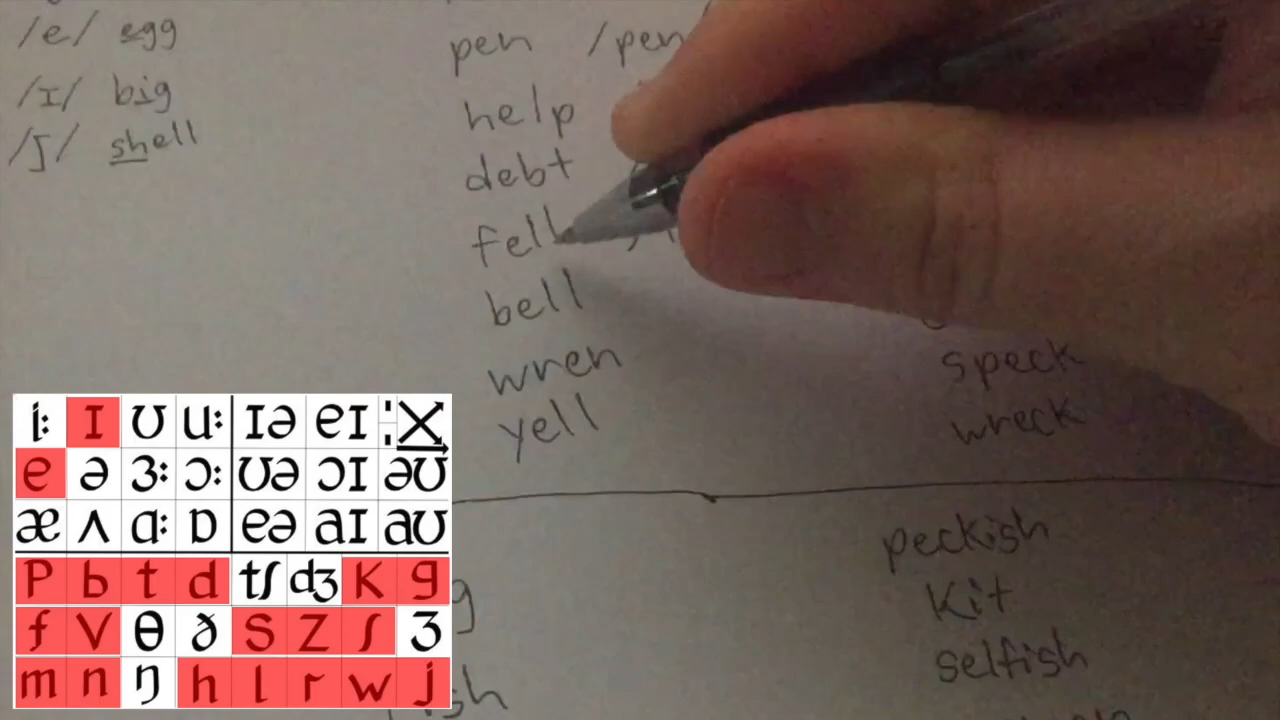 /e/ egg
/ɪ/ big
/ʃ/ shell
pen /pen
help
debt
fell
bell
wren
yell
speck
wreck
peckish
kit
selfish
iː ɪ ʊ uː ɪə eɪ
e ə ɜː ɔː ʊə ɔɪ əʊ
æ ʌ ɑː ɒ eə aɪ aʊ
p b t d tʃ dʒ k g
f v θ ð s z ʃ ʒ
m n ŋ h l r w j